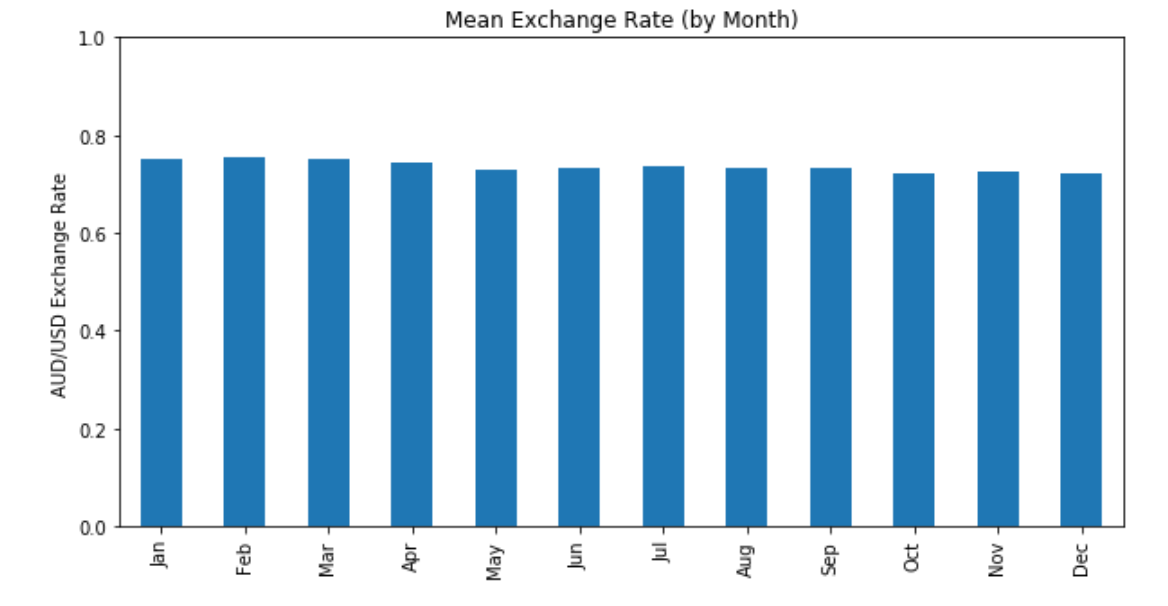 Mean Exchange Rate (by Month)
AUD/USD Exchange Rate
1.0
0.8
0.6
0.4
0.2
0.0
Jan
Feb
Mar
Apr
May
Jun
Jul
Aug
Sep
Oct
Nov
Dec